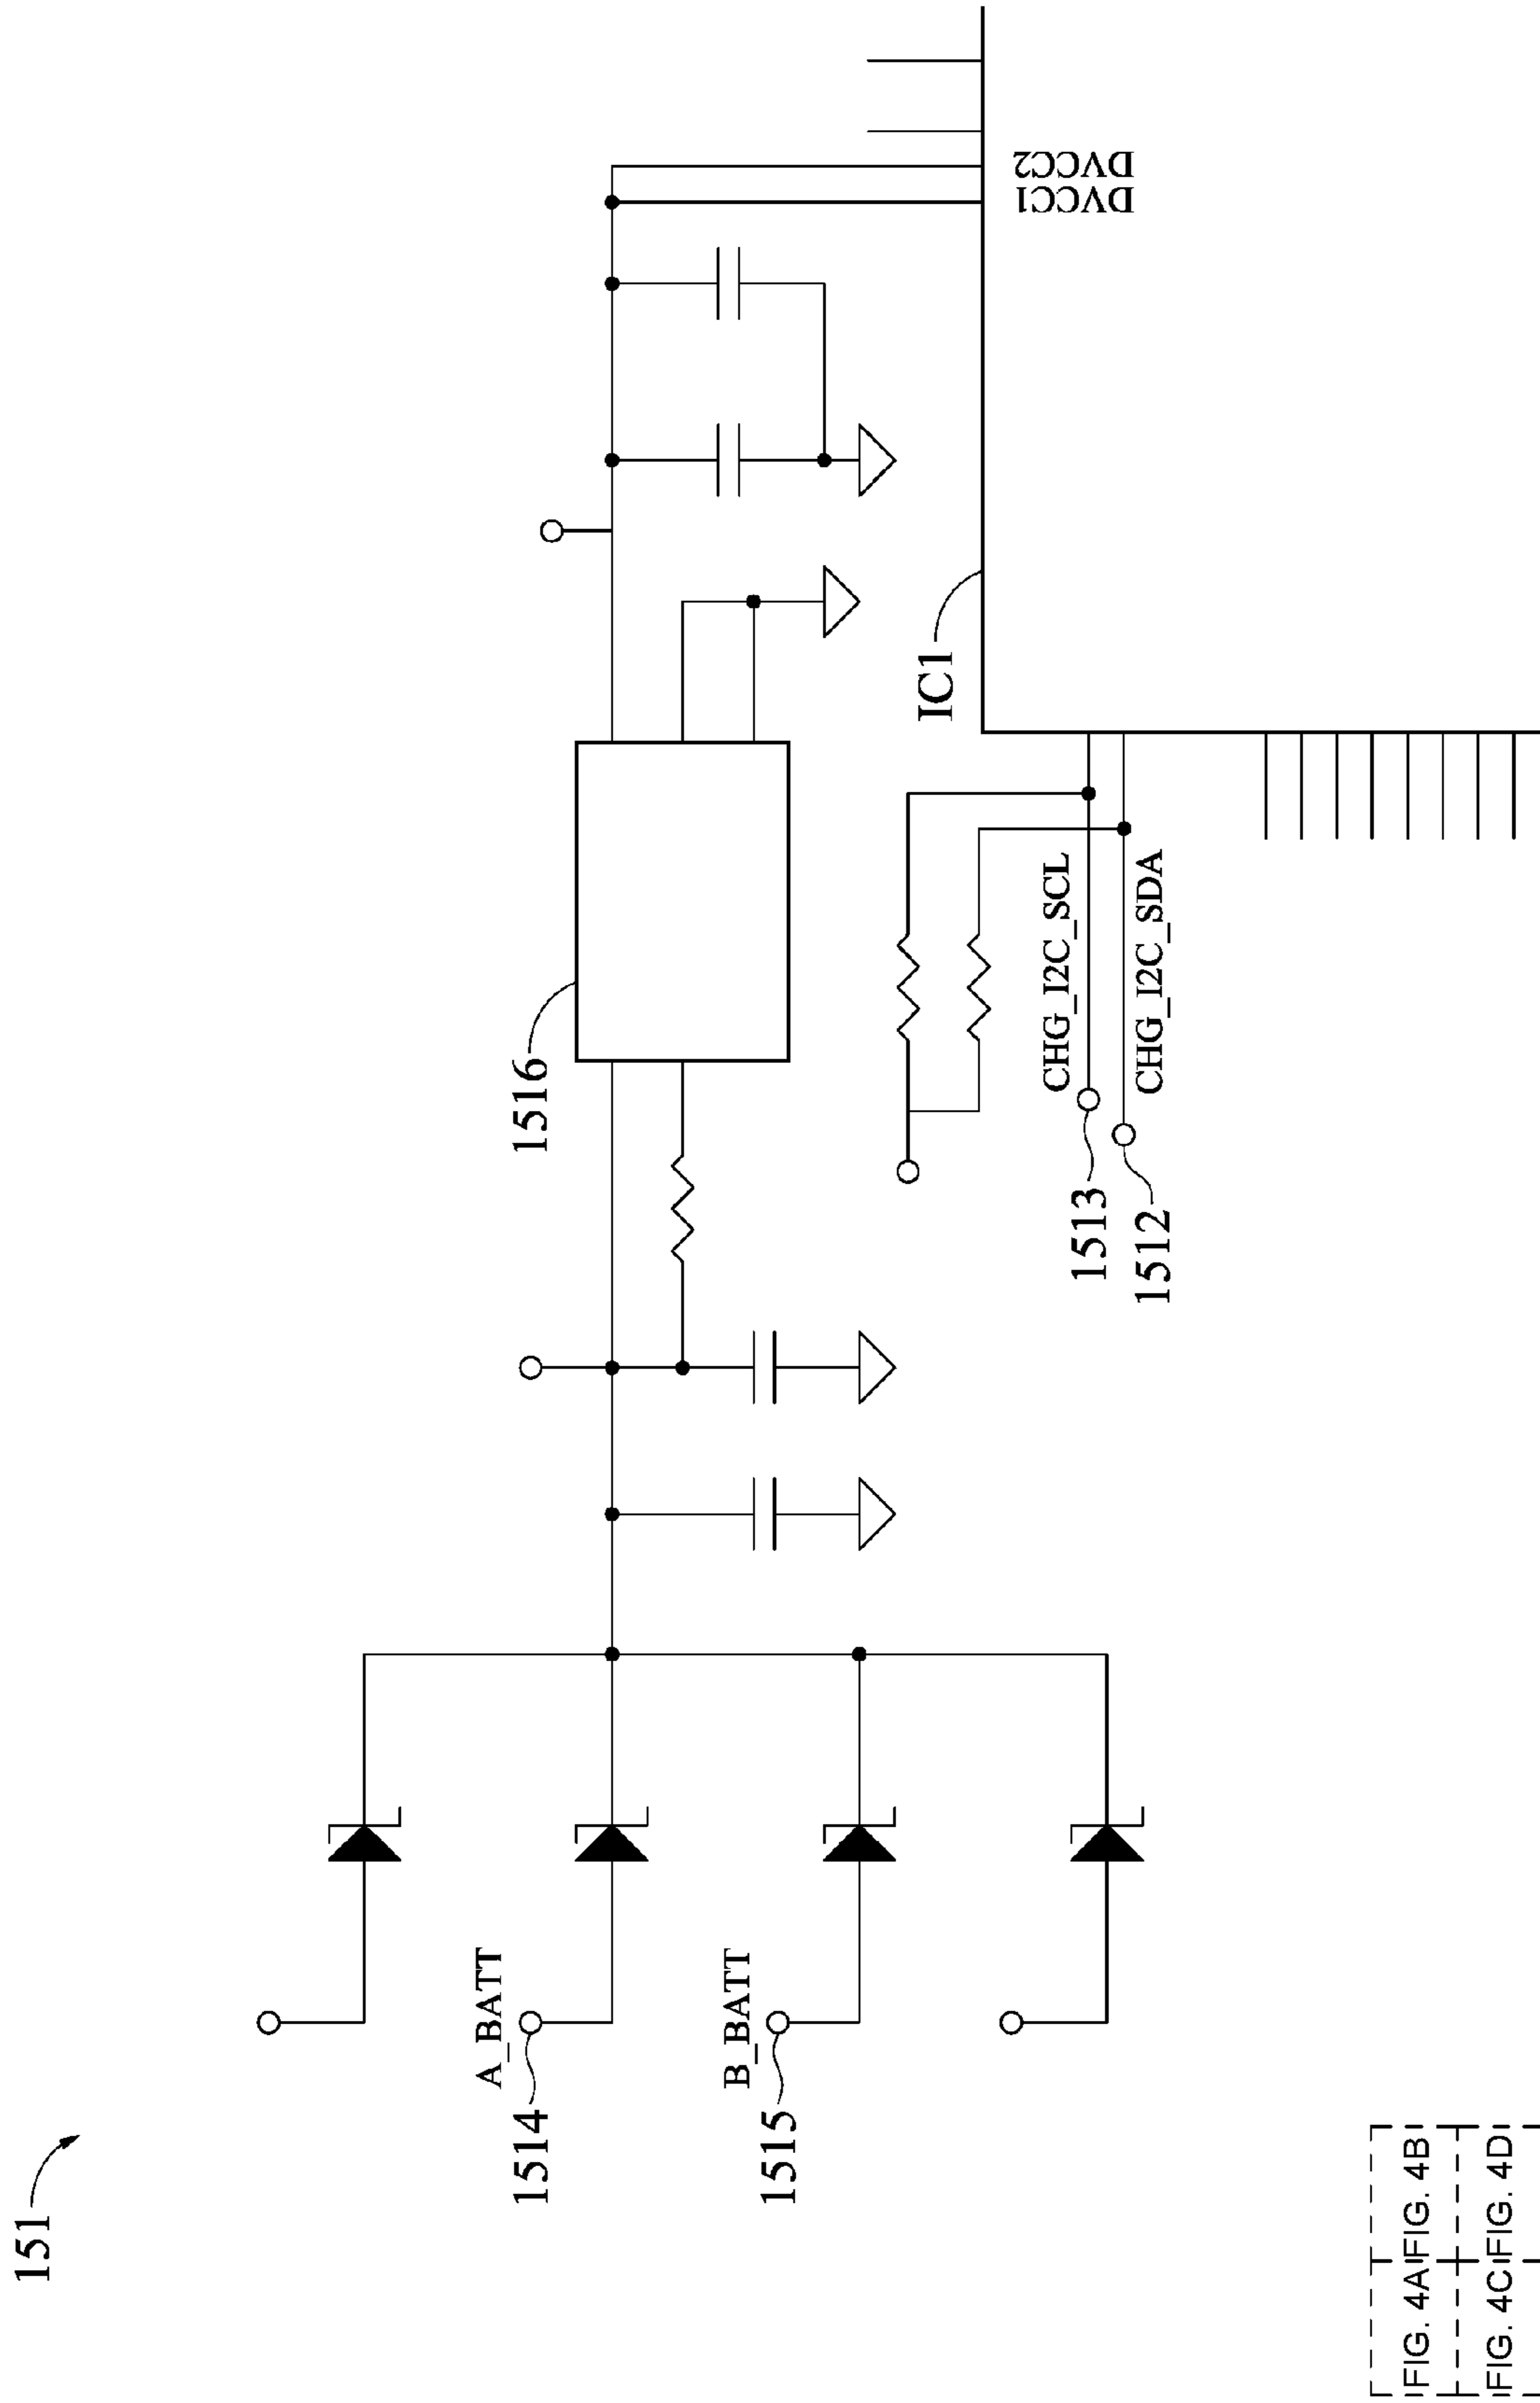 151
A_BATT
1514
B_BATT
1515
1516
IC1
DVCC1
DVCC2
CHG_I2C_SCL
1513
CHG_I2C_SDA
1512
FIG. 4A FIG. 4B
FIG. 4C FIG. 4D